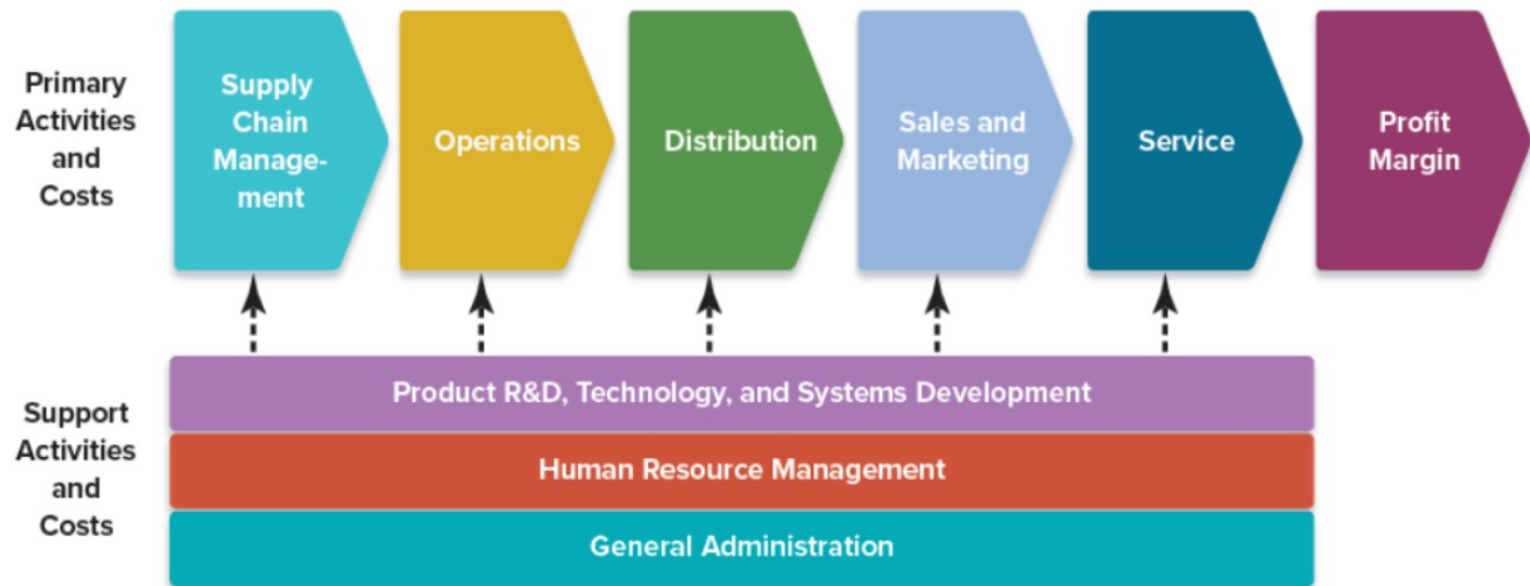 Primary
Activities
and
Costs
Supply
Chain
Manage-
ment
Operations
Distribution
Sales and
Marketing
Service
Profit
Margin
Support
Activities
and
Costs
Product R&D, Technology, and Systems Development
Human Resource Management
General Administration